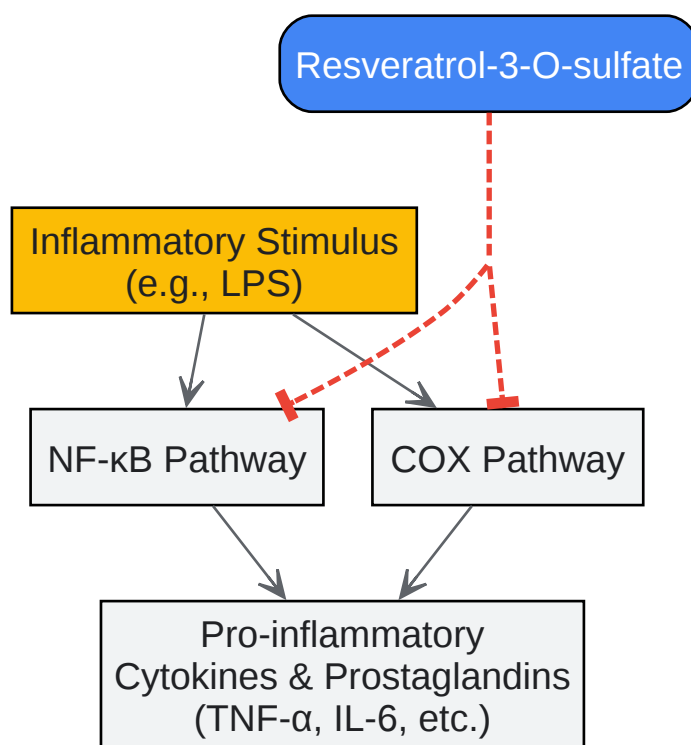 Resveratrol-3-O-sulfate
Inflammatory Stimulus
(e.g., LPS)
NF-κB Pathway
COX Pathway
Pro-inflammatory
Cytokines & Prostaglandins
(TNF-α, IL-6, etc.)